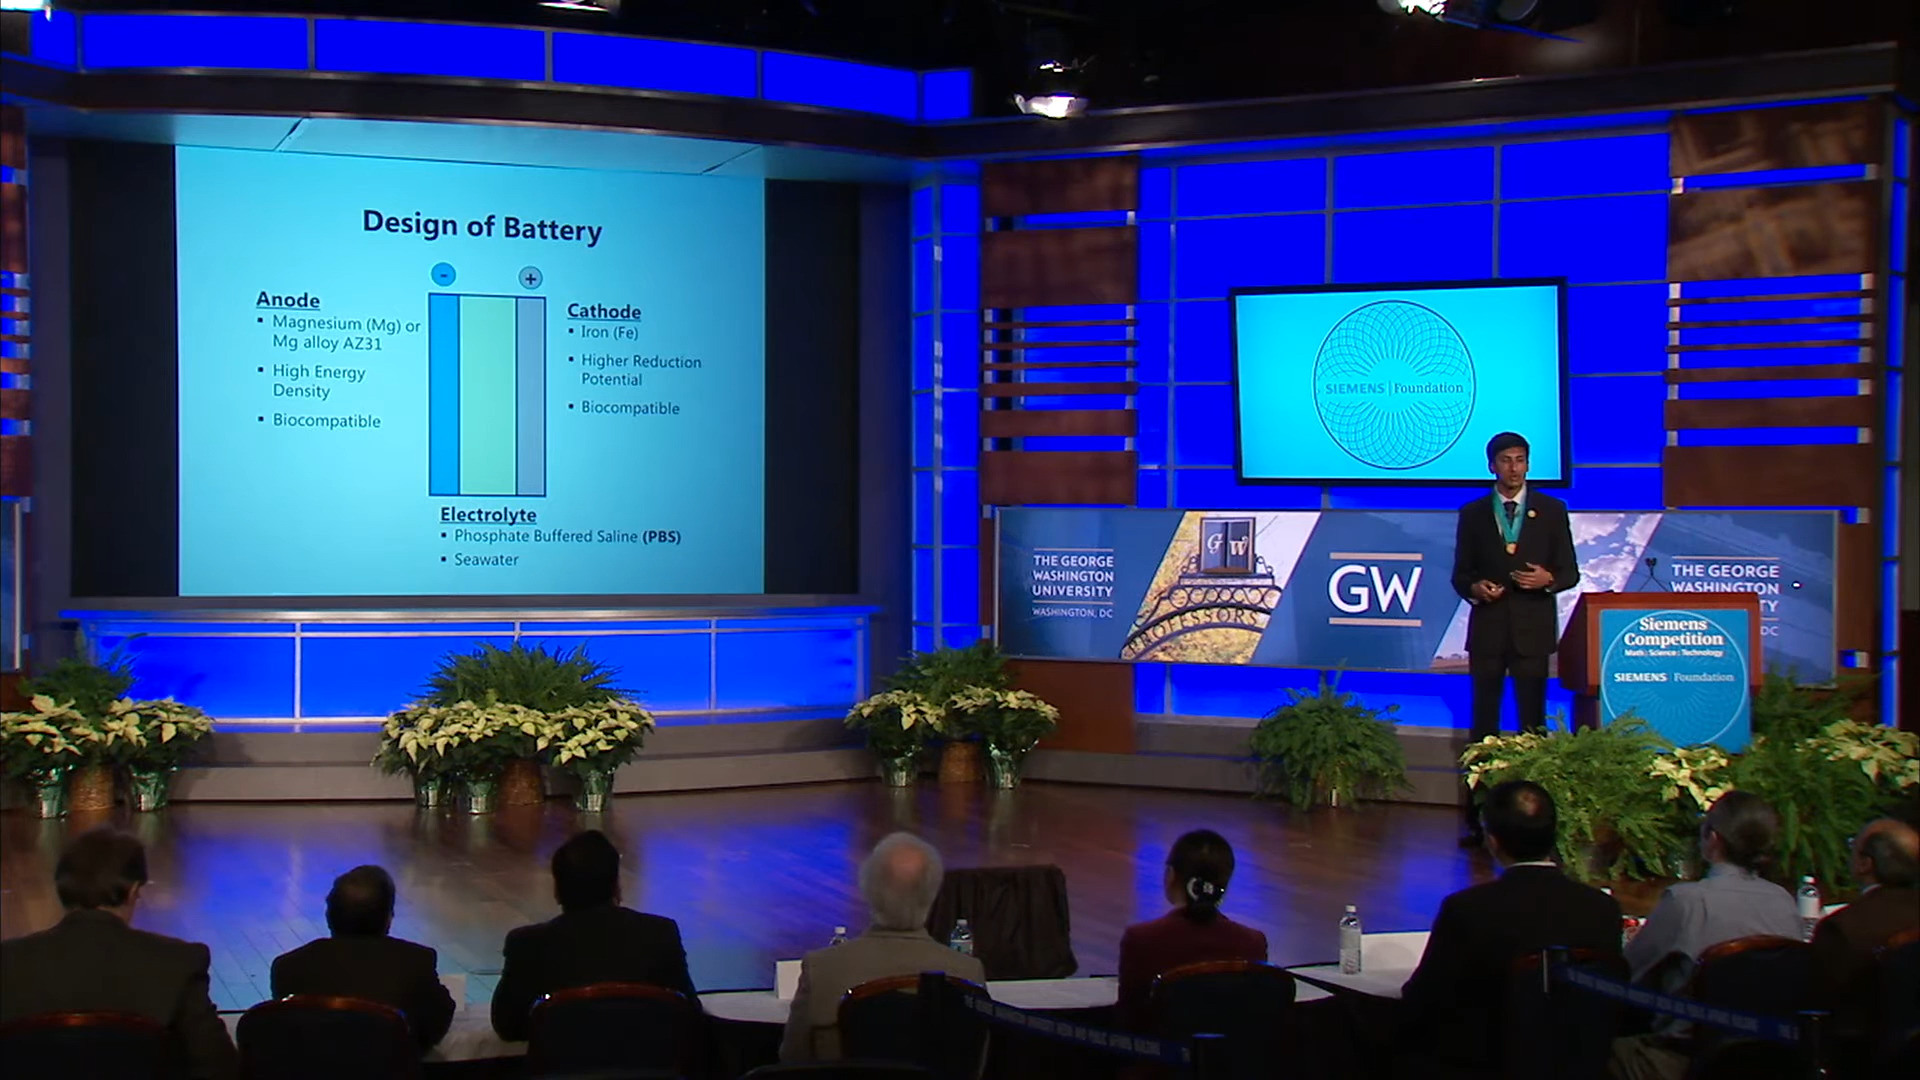 Design of Battery
-
+
Anode
▪ Magnesium (Mg) or
Mg alloy AZ31
▪ High Energy
Density
▪ Biocompatible
Cathode
▪ Iron (Fe)
▪ Higher Reduction
Potential
▪ Biocompatible
Electrolyte
▪ Phosphate Buffered Saline (PBS)
▪ Seawater
SIEMENS | Foundation
THE GEORGE
WASHINGTON
UNIVERSITY
WASHINGTON, DC
G W
PROFESSORS
GW
THE GEORGE
WASHINGTON
TY
DC
Siemens
Competition
Math : Science : Technology
SIEMENS | Foundation